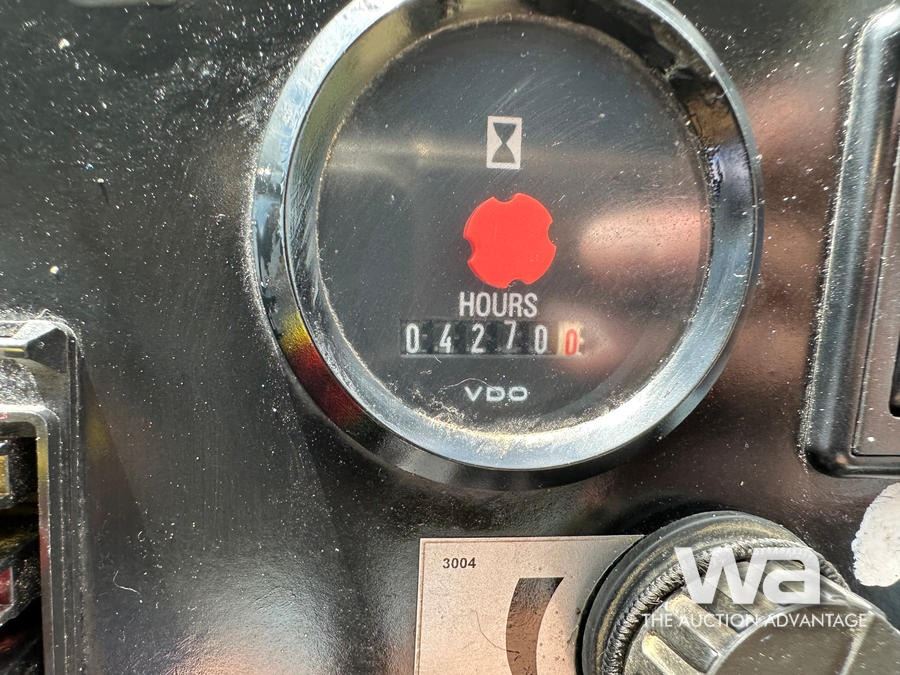 HOURS
042700
VDO
3004
wa
THE AUCTION ADVANTAGE